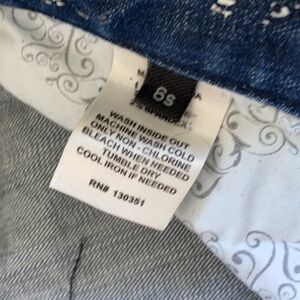 6S
WASH INSIDE OUT
MACHINE WASH COLD
ONLY NON - CHLORINE
BLEACH WHEN NEEDED
TUMBLE DRY
COOL IRON IF NEEDED
RN# 130351